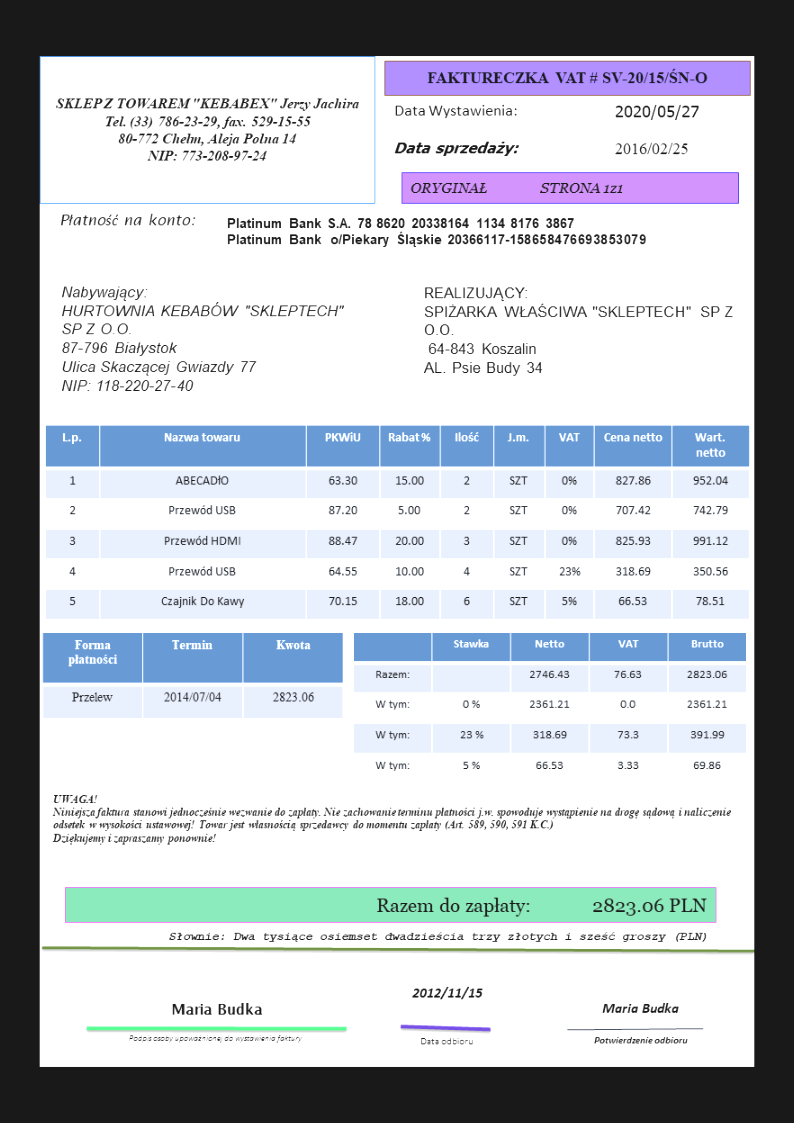 SKLEP Z TOWAREM "KEBABEX" Jerzy Jachira
Tel. (33) 786-23-29, fax. 529-15-55
80-772 Chełm, Aleja Polna 14
NIP: 773-208-97-24
FAKTURECZKA VAT # SV-20/15/ŚN-O
Data Wystawienia: 2020/05/27
Data sprzedaży: 2016/02/25
ORYGINAŁ STRONA 1z1
Płatność na konto:
Platinum Bank S.A. 78 8620 20338164 1134 8176 3867
Platinum Bank o/Piekary Śląskie 20366117-158658476693853079
Nabywający:
HURTOWNIA KEBABÓW "SKLEPTECH"
SP Z O.O.
87-796 Białystok
Ulica Skaczącej Gwiazdy 77
NIP: 118-220-27-40
REALIZUJĄCY:
SPIŻARKA WŁAŚCIWA "SKLEPTECH" SP Z
O.O.
64-843 Koszalin
AL. Psie Budy 34
L.p. Nazwa towaru PKWiU Rabat % Ilość J.m. VAT Cena netto Wart. netto
1 ABECADłO 63.30 15.00 2 SZT 0% 827.86 952.04
2 Przewód USB 87.20 5.00 2 SZT 0% 707.42 742.79
3 Przewód HDMI 88.47 20.00 3 SZT 0% 825.93 991.12
4 Przewód USB 64.55 10.00 4 SZT 23% 318.69 350.56
5 Czajnik Do Kawy 70.15 18.00 6 SZT 5% 66.53 78.51
Forma płatności Termin Kwota
Przelew 2014/07/04 2823.06
Stawka Netto VAT Brutto
Razem: 2746.43 76.63 2823.06
W tym: 0 % 2361.21 0.0 2361.21
W tym: 23 % 318.69 73.3 391.99
W tym: 5 % 66.53 3.33 69.86
UWAGA!
Niniejsza faktura stanowi jednocześnie wezwanie do zapłaty. Nie zachowanie terminu płatności j.w. spowoduje wystąpienie na drogę sądową i naliczenie
odsetek w wysokości ustawowej! Towar jest własnością sprzedawcy do momentu zapłaty (Art. 589, 590, 591 K.C.)
Dziękujemy i zapraszamy ponownie!
Razem do zapłaty: 2823.06 PLN
Słownie: Dwa tysiące osiemset dwadzieścia trzy złotych i sześć groszy (PLN)
Maria Budka
Podpis osoby upoważnionej do wystawienia faktury
2012/11/15
Data odbioru
Maria Budka
Potwierdzenie odbioru